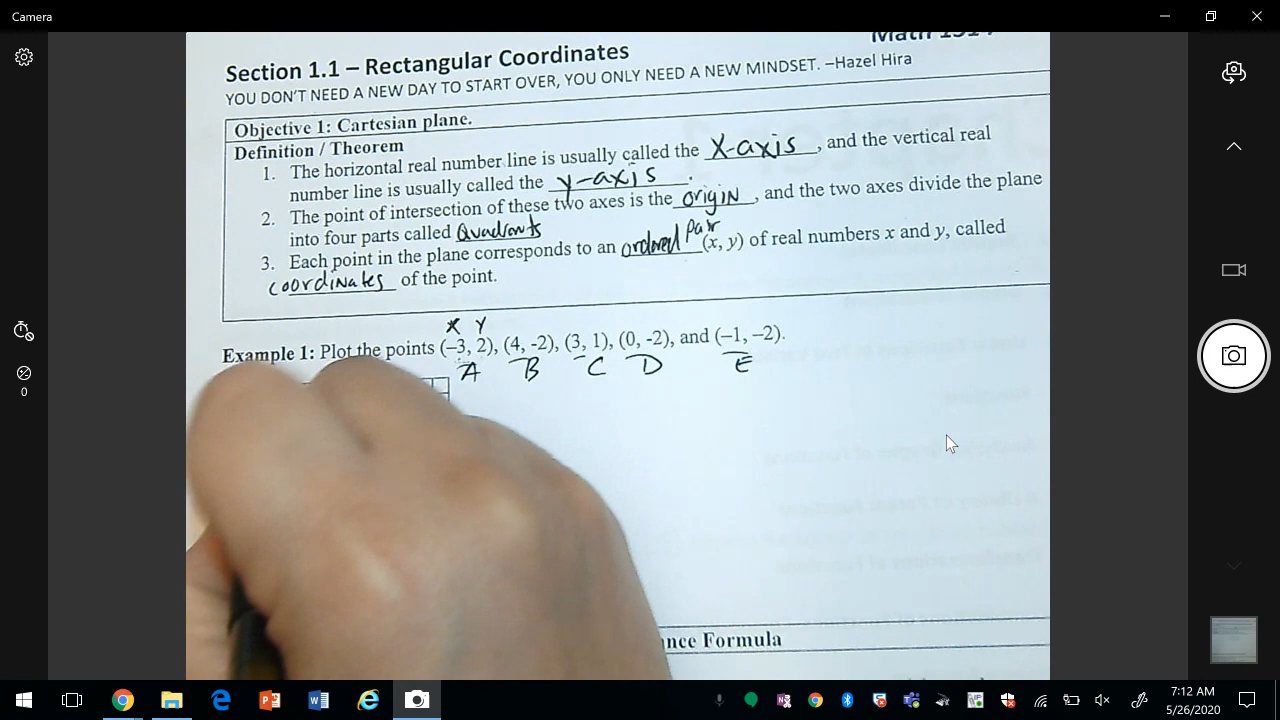 Camera
Math 1314
Section 1.1 – Rectangular Coordinates
YOU DON'T NEED A NEW DAY TO START OVER, YOU ONLY NEED A NEW MINDSET. –Hazel Hira
Objective 1: Cartesian plane.
Definition / Theorem
1. The horizontal real number line is usually called the x-axis, and the vertical real
number line is usually called the y-axis.
2. The point of intersection of these two axes is the origin, and the two axes divide the plane
into four parts called Quadrants
3. Each point in the plane corresponds to an ordered pair (x, y) of real numbers x and y, called
coordinates of the point.
X Y
Example 1: Plot the points (–3, 2), (4, -2), (3, 1), (0, -2), and (–1, –2).
A B C D E
nce Formula
0
7:12 AM
5/26/2020